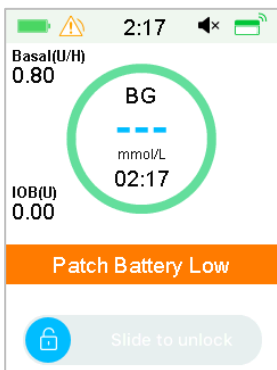 2:17
Basal(U/H)
0.80
BG
---
mmol/L
02:17
IOB(U)
0.00
Patch Battery Low
Slide to unlock